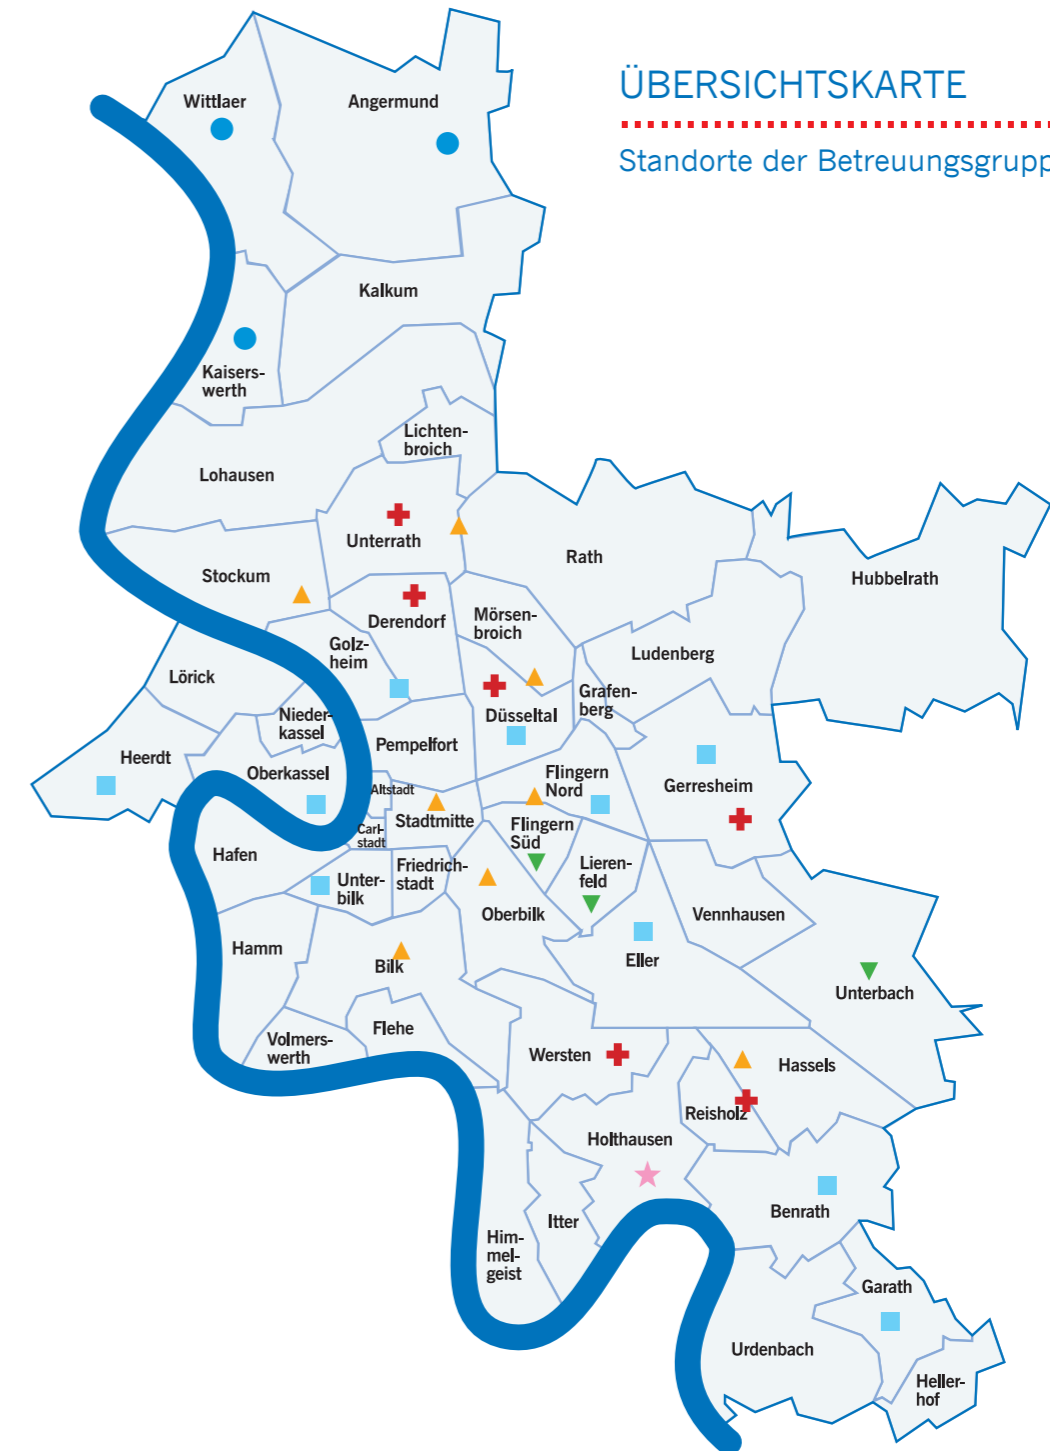 ÜBERSICHTSKARTE
Standorte der Betreuungsgrupp
Wittlaer
Angermund
Kalkum
Kaisers-
werth
Lichten-
broich
Lohausen
Unterrath
Rath
Stockum
Hubbelrath
Derendorf
Mörsen-
broich
Golz-
heim
Ludenberg
Lörick
Grafen-
berg
Nieder-
kassel
Düsseltal
Pempelfort
Heerdt
Oberkassel
Flingern
Nord
Gerresheim
Altstadt
Stadtmitte
Carl-
stadt
Flingern
Süd
Hafen
Friedrich-
stadt
Lieren-
feld
Unter-
bilk
Oberbilk
Vennhausen
Hamm
Bilk
Eller
Unterbach
Volmers-
werth
Flehe
Wersten
Hassels
Reisholz
Holthausen
Benrath
Itter
Him-
mel-
geist
Garath
Urdenbach
Heller-
hof